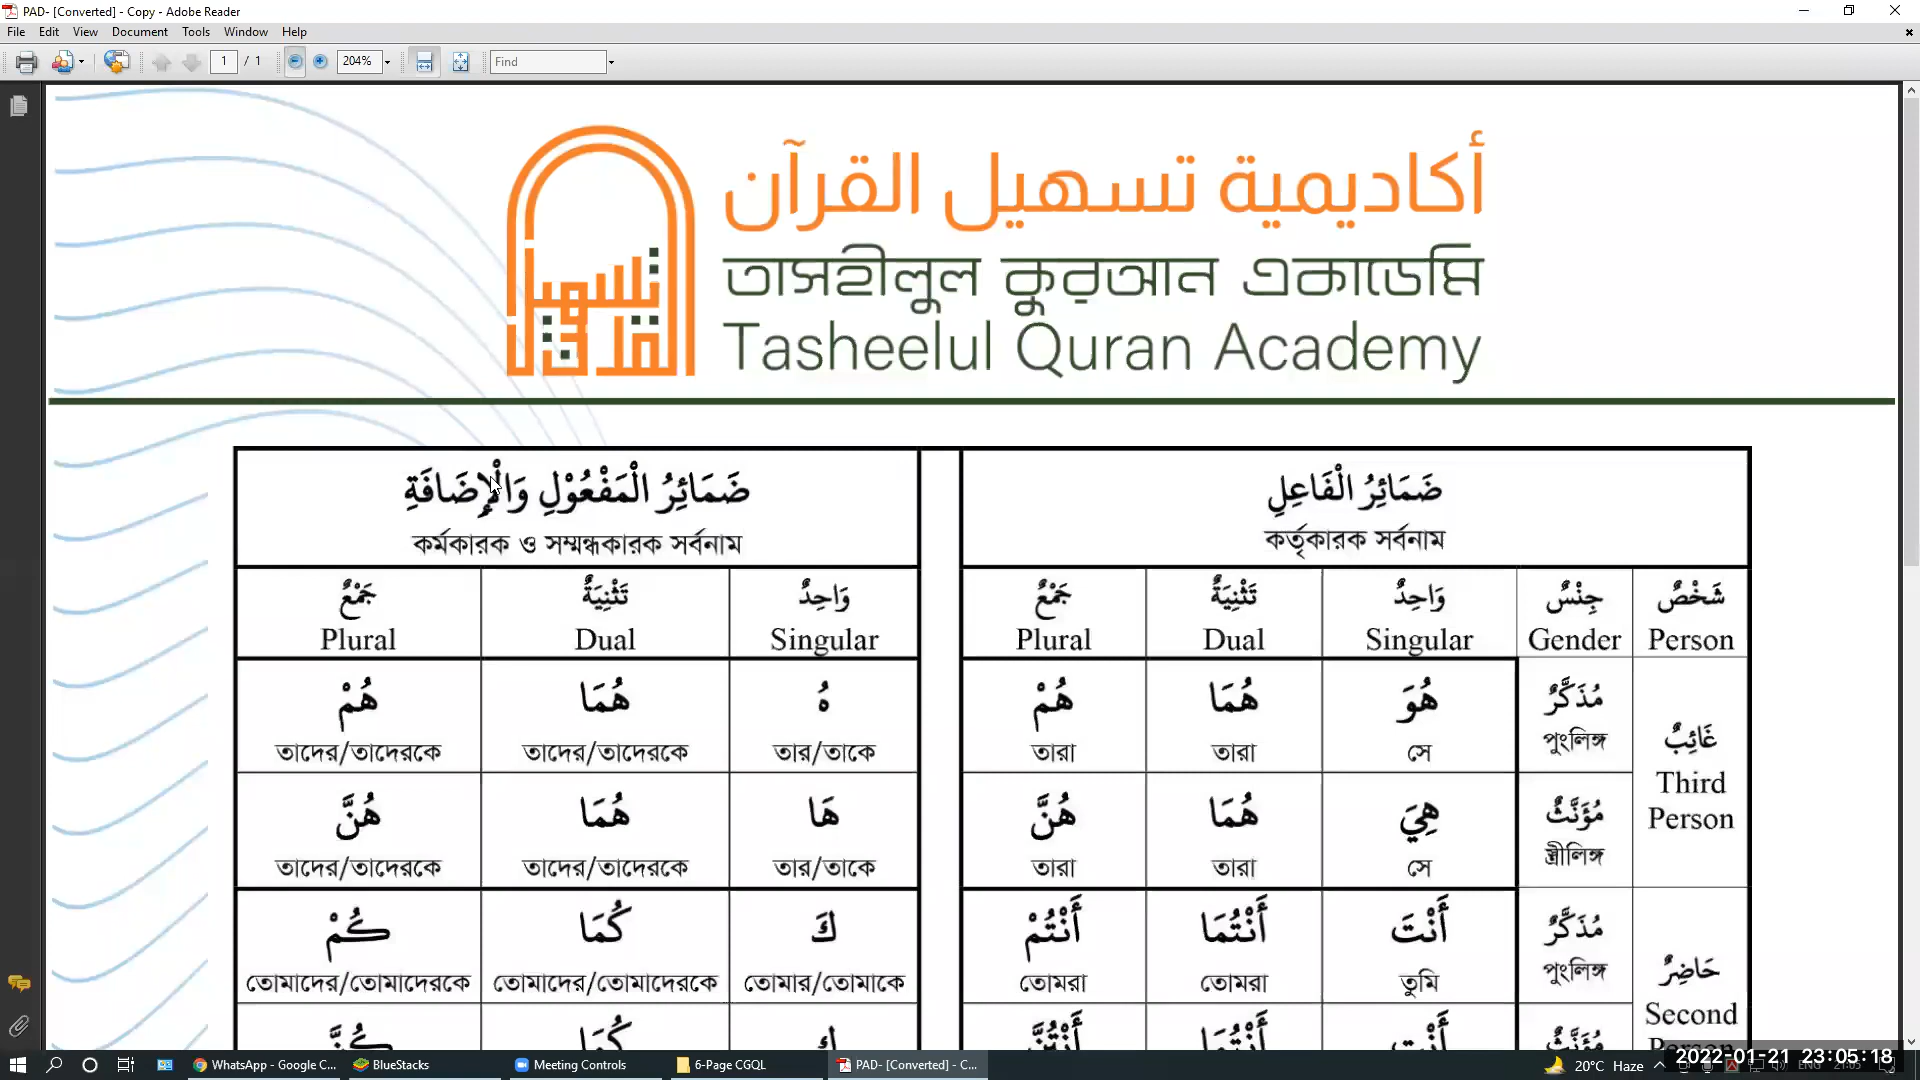 PAD- [Converted] - Copy - Adobe Reader
File Edit View Document Tools Window Help
1 / 1 204% Find
أكاديمية تسهيل القرآن
তাসহীলুল কুরআন একাডেমি
Tasheelul Quran Academy
ضَمَائِرُ الْمَفْعُوْلِ وَالْإِضَافَةِ ضَمَائِرُ الْفَاعِلِ
কর্মকারক ও সম্মন্ধকারক সর্বনাম কর্তৃকারক সর্বনাম
جَمْعٌ تَثْنِيَةٌ وَاحِدٌ جَمْعٌ تَثْنِيَةٌ وَاحِدٌ جِنْسٌ شَخْصٌ
Plural Dual Singular Plural Dual Singular Gender Person
هُمْ هُمَا هُ هُمْ هُمَا هُوَ مُذَكَّرٌ
তাদের/তাদেরকে তাদের/তাদেরকে তার/তাকে তারা তারা সে পুংলিঙ্গ
غَائِبٌ
Third
Person
هُنَّ هُمَا هَا هُنَّ هُمَا هِيَ مُؤَنَّثٌ
তাদের/তাদেরকে তাদের/তাদেরকে তার/তাকে তারা তারা সে স্ত্রীলিঙ্গ
كُمْ كُمَا كَ أَنْتُمْ أَنْتُمَا أَنْتَ مُذَكَّرٌ
তোমাদের/তোমাদেরকে তোমাদের/তোমাদেরকে তোমার/তোমাকে তোমরা তোমরা তুমি পুংলিঙ্গ
حَاضِرٌ
Second
WhatsApp - Google C... BlueStacks Meeting Controls 6-Page CGQL PAD- [Converted] - C... 20°C Haze
2022-01-21 23:05:18